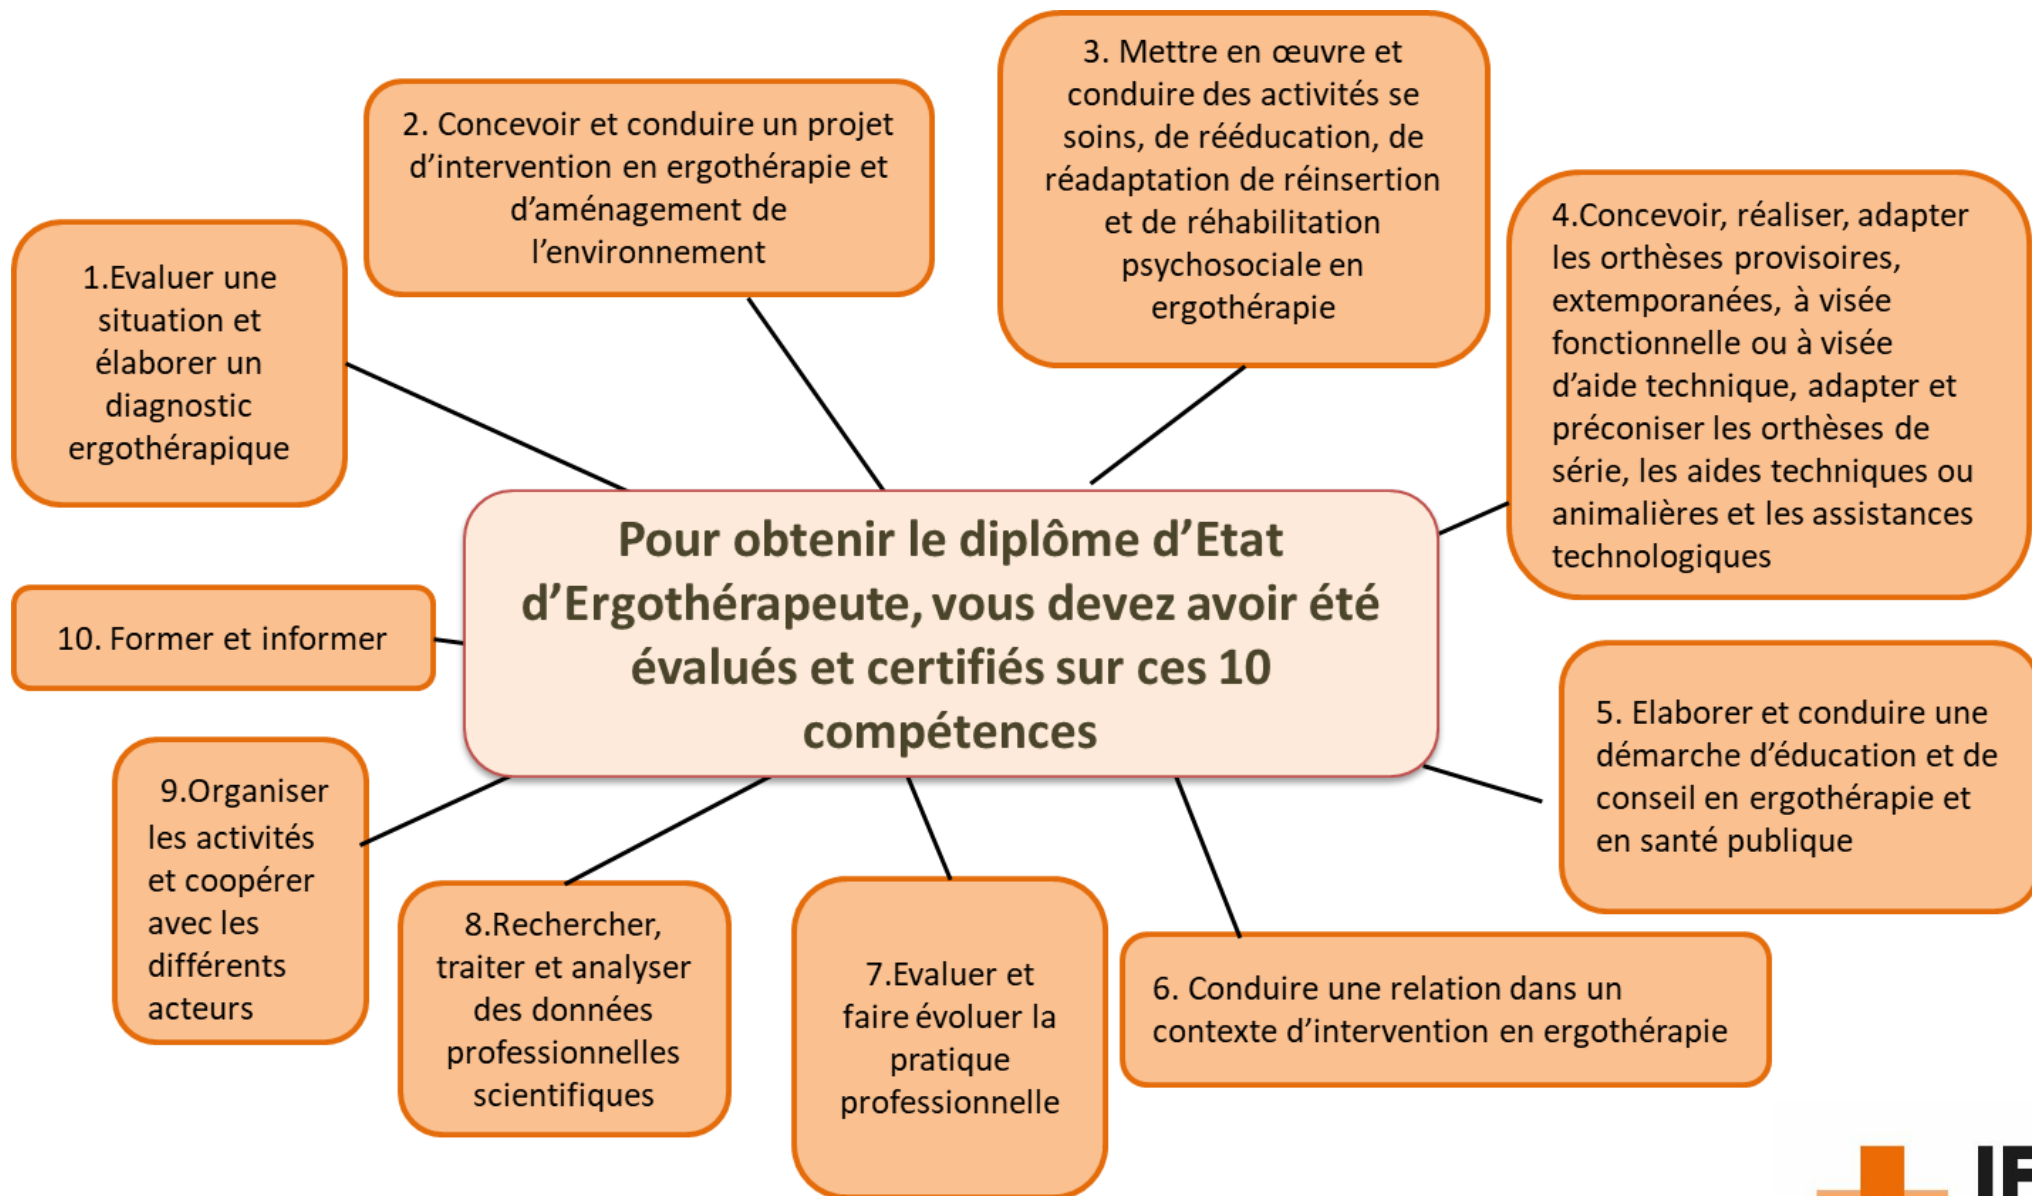 1.Evaluer une
situation et
élaborer un
diagnostic
ergothérapique
2. Concevoir et conduire un projet
d’intervention en ergothérapie et
d’aménagement de
l’environnement
3. Mettre en œuvre et
conduire des activités se
soins, de rééducation, de
réadaptation de réinsertion
et de réhabilitation
psychosociale en
ergothérapie
4.Concevoir, réaliser, adapter
les orthèses provisoires,
extemporanées, à visée
fonctionnelle ou à visée
d’aide technique, adapter et
préconiser les orthèses de
série, les aides techniques ou
animalières et les assistances
technologiques
Pour obtenir le diplôme d’Etat
d’Ergothérapeute, vous devez avoir été
évalués et certifiés sur ces 10
compétences
5. Elaborer et conduire une
démarche d’éducation et de
conseil en ergothérapie et
en santé publique
6. Conduire une relation dans un
contexte d’intervention en ergothérapie
7.Evaluer et
faire évoluer la
pratique
professionnelle
8.Rechercher,
traiter et analyser
des données
professionnelles
scientifiques
9.Organiser
les activités
et coopérer
avec les
différents
acteurs
10. Former et informer